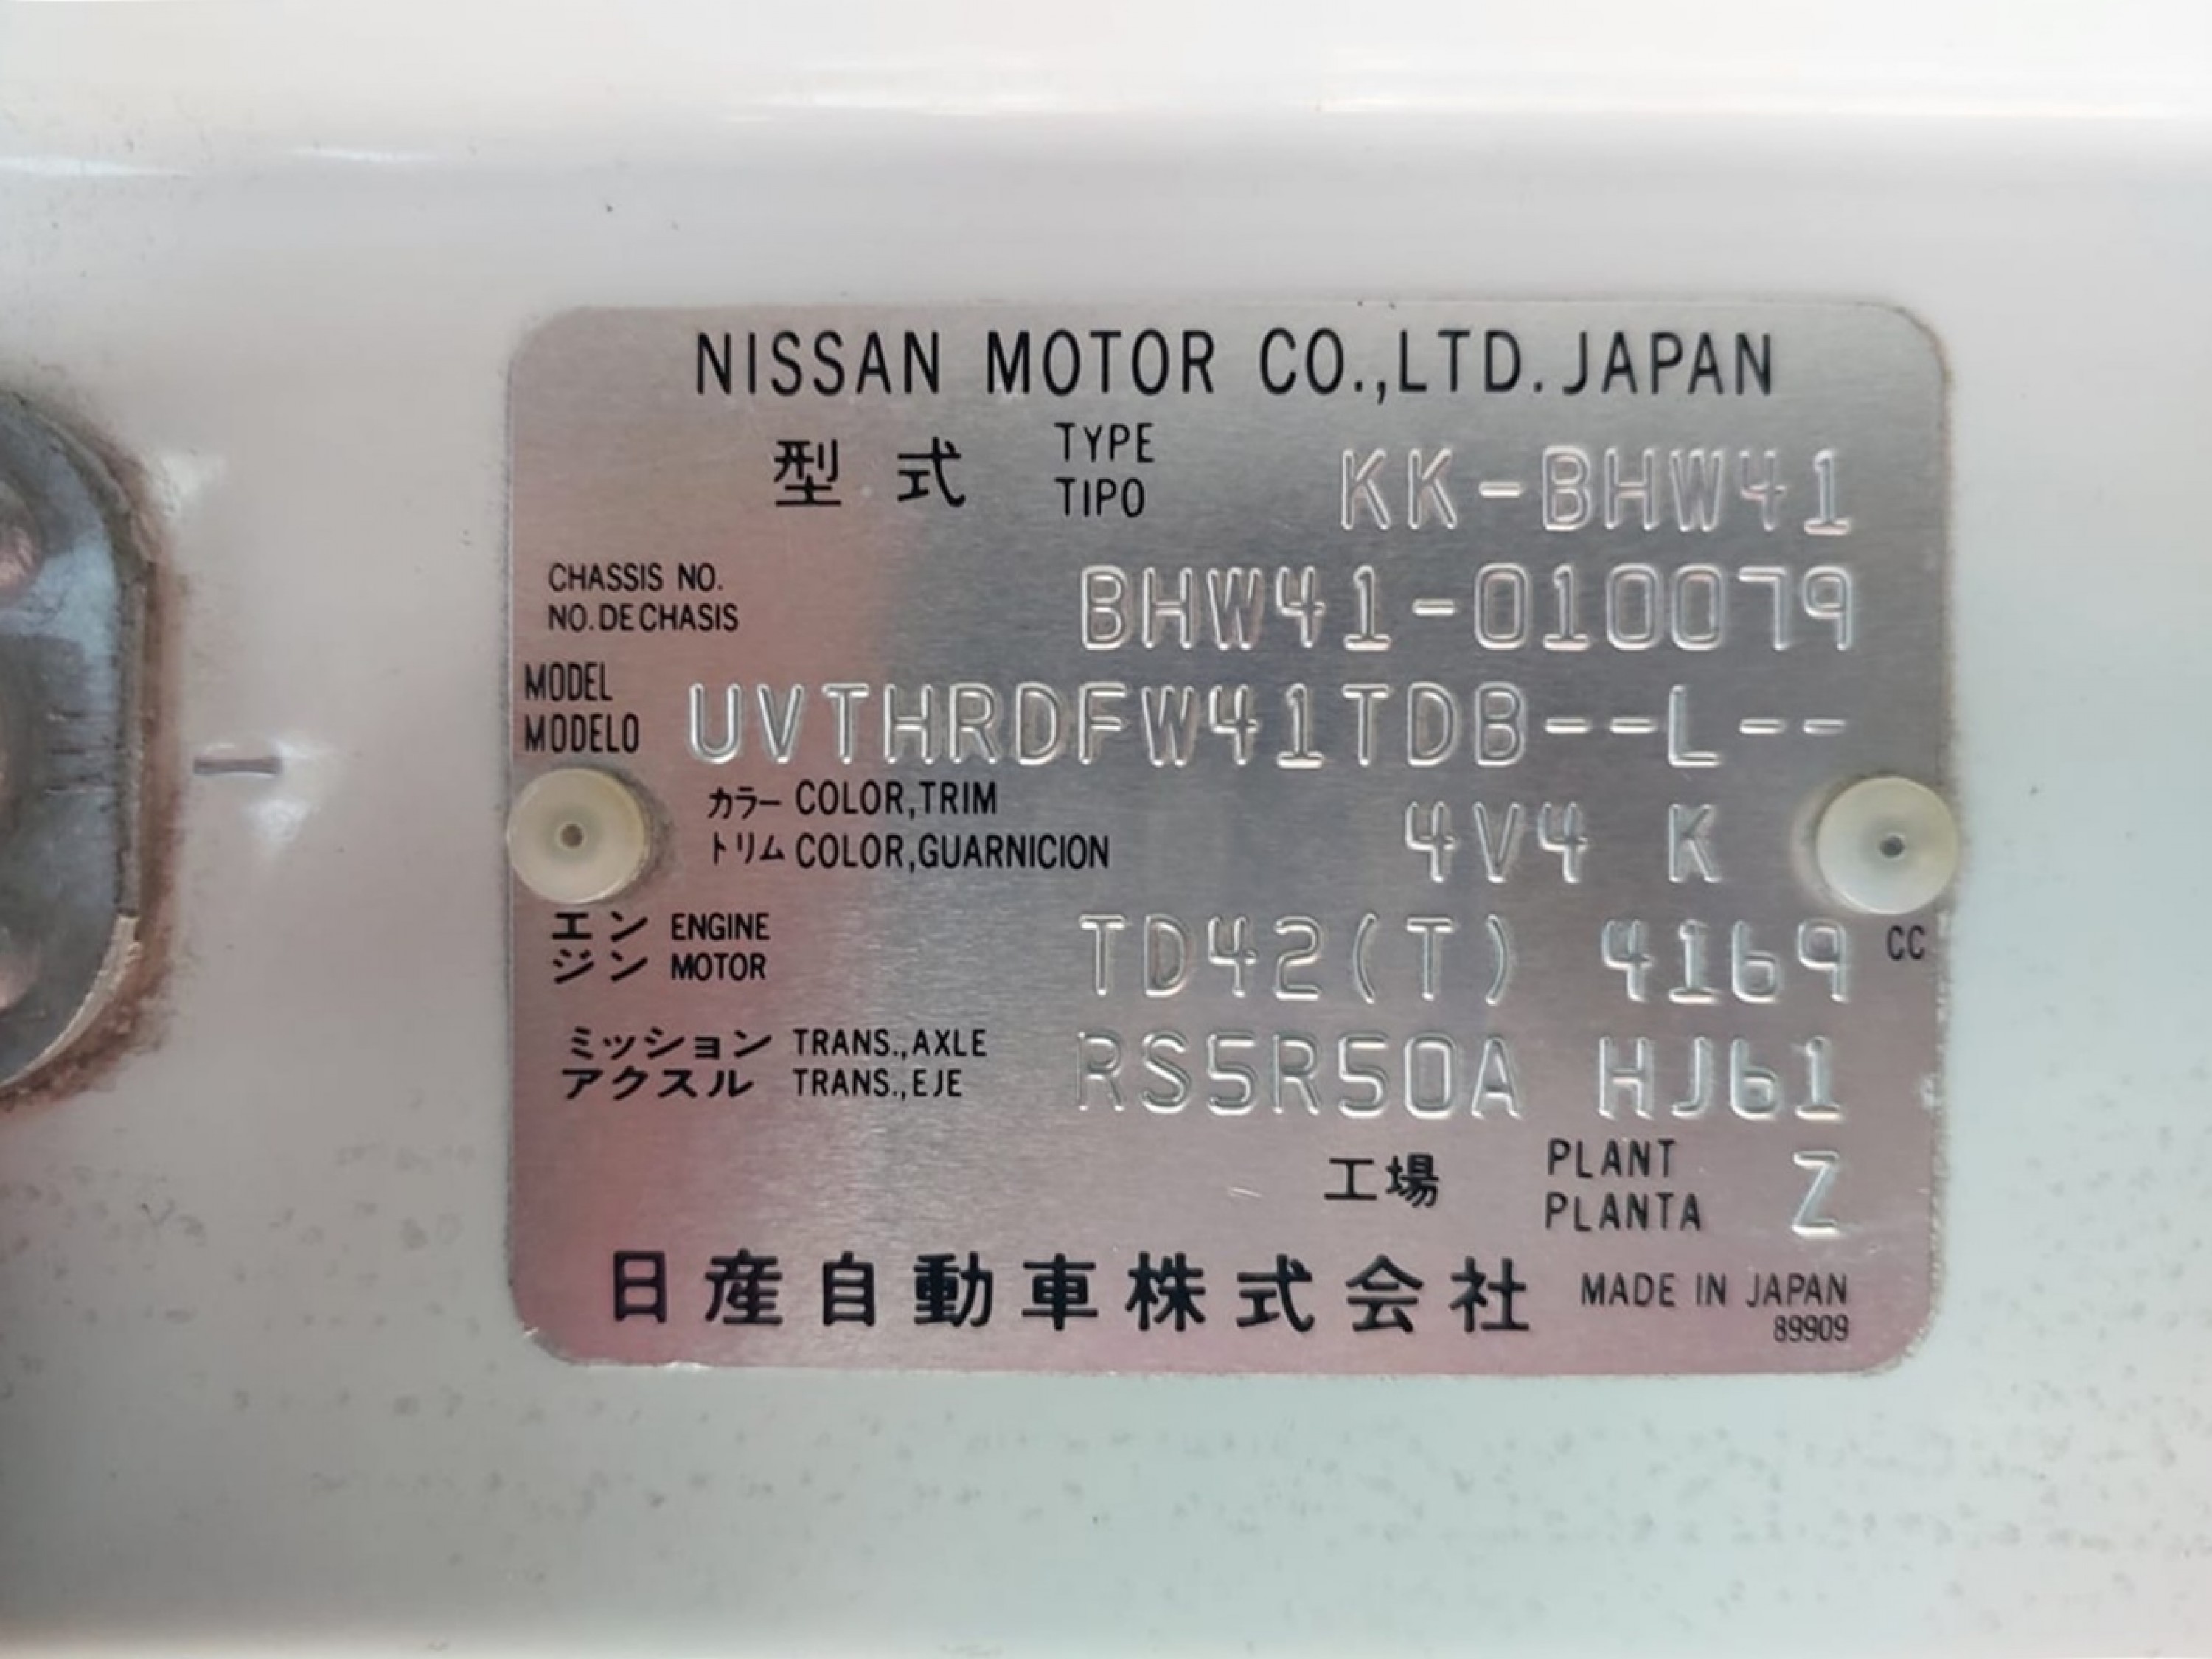 NISSAN MOTOR CO.,LTD. JAPAN
型式 TYPE KK-BHW41
TIPO
CHASSIS NO. BHW41-010079
NO. DE CHASIS
MODEL UVTHRDFW41TDB--L--
MODELO
カラー COLOR,TRIM 4V4 K
トリム COLOR,GUARNICION
エン ENGINE TD42(T) 4169 CC
ジン MOTOR
ミッション TRANS.,AXLE RS5R50A HJ61
アクスル TRANS.,EJE
工場 PLANT Z
PLANTA
日産自動車株式会社 MADE IN JAPAN
89909